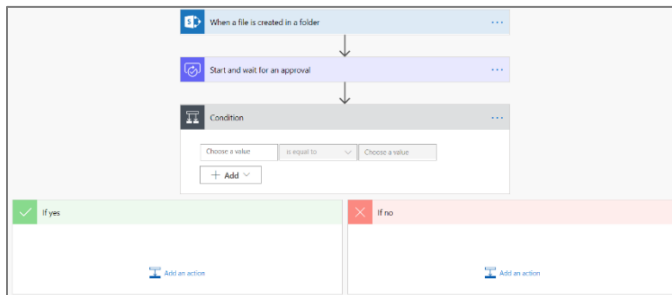 When a file is created in a folder
Start and wait for an approval
Condition
Choose a value is equal to Choose a value
+ Add
If yes If no
Add an action Add an action